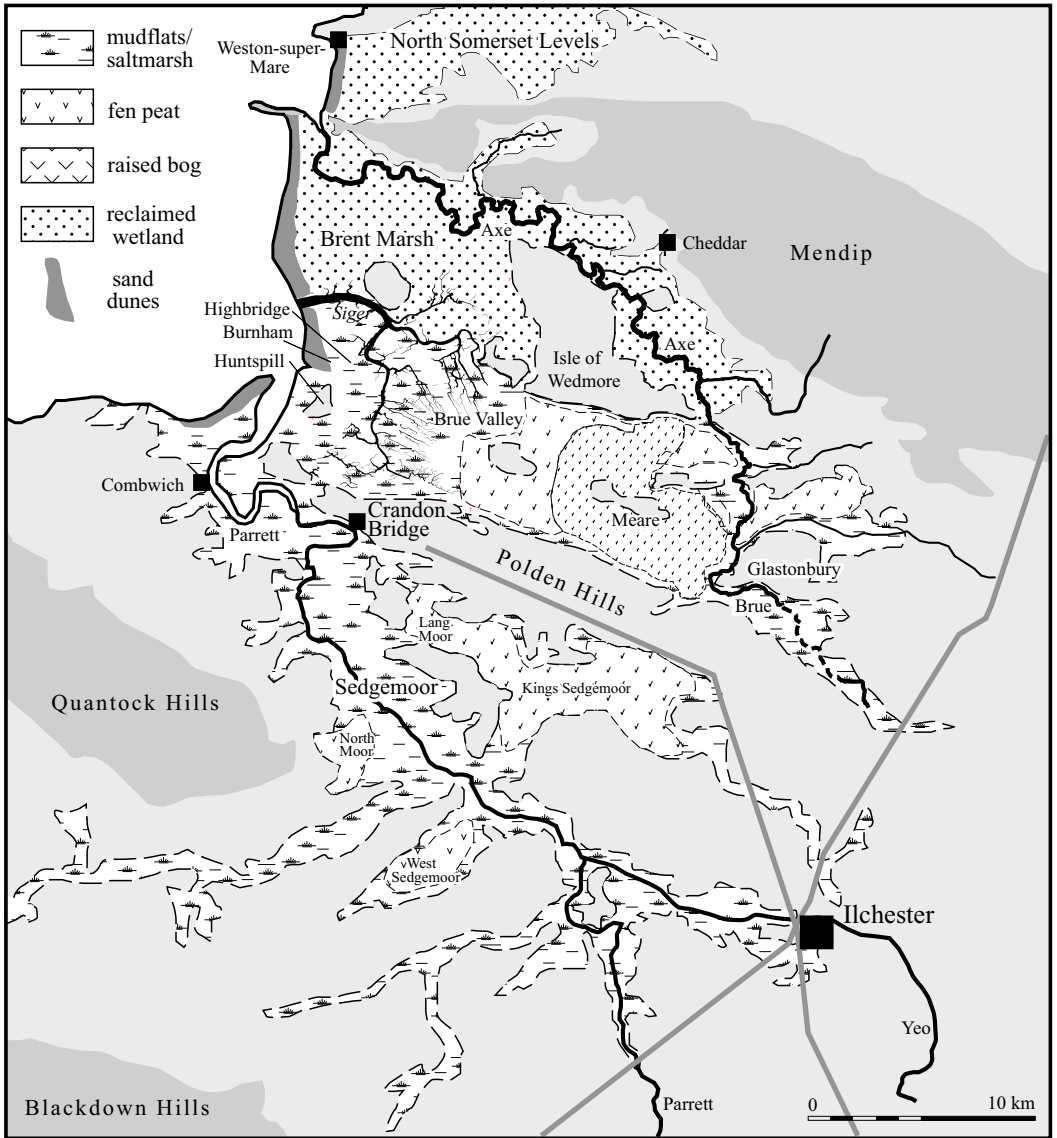 mudflats/
saltmarsh
fen peat
raised bog
reclaimed
wetland
sand
dunes
Weston-super-
Mare
North Somerset Levels
Brent Marsh
Axe
Cheddar
Mendip
Highbridge
Siger
Burnham
Huntspill
Axe
Isle of
Wedmore
Brue Valley
Combwich
Crandon
Bridge
Meare
Parrett
Polden Hills
Glastonbury
Brue
Lang
Moor
Sedgemoor
Kings Sedgemoor
Quantock Hills
North
Moor
West
Sedgemoor
Ilchester
Yeo
Parrett
Blackdown Hills
0 10 km